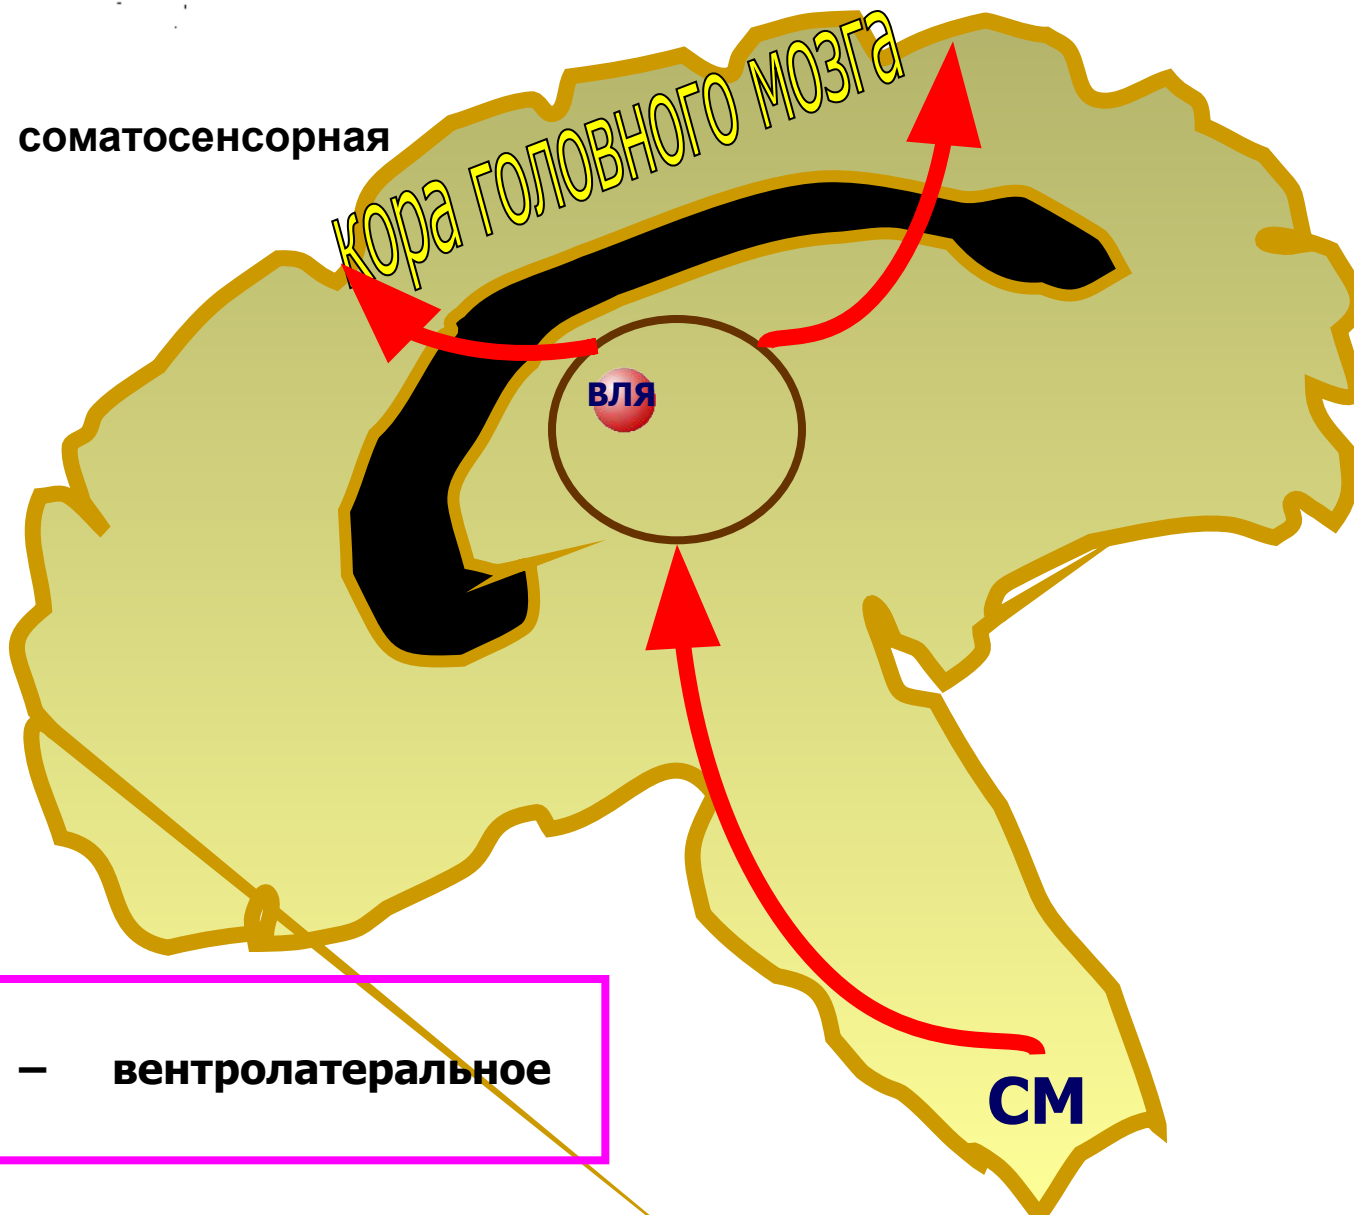 кора головного мозга
соматосенсорная
вля
– вентролатеральное
СМ